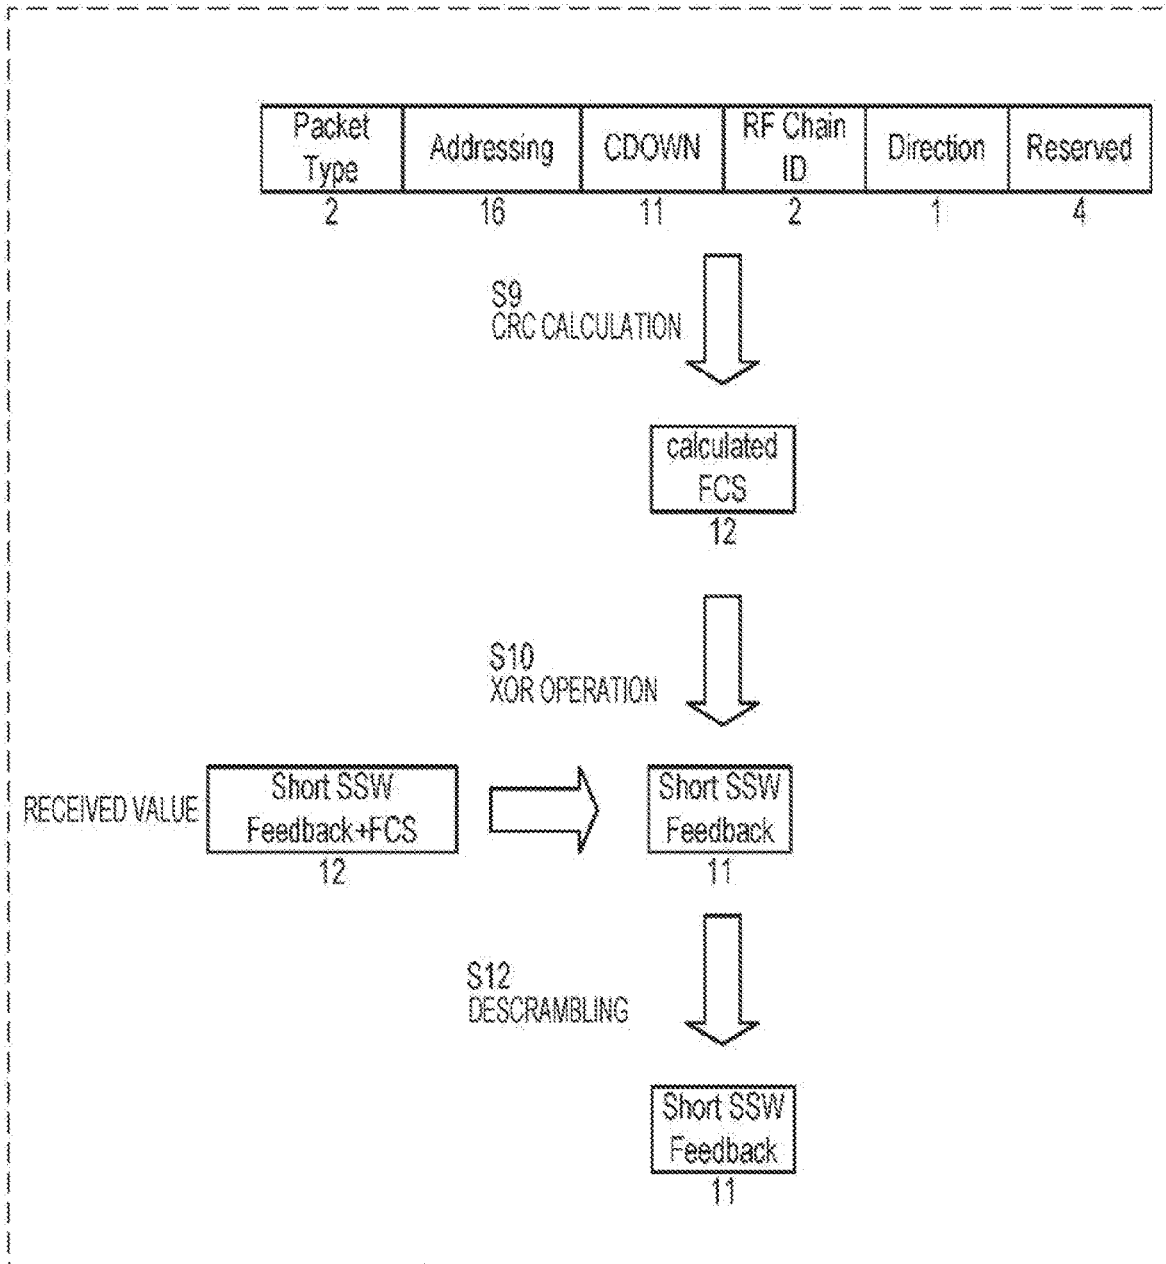 Packet Type
Addressing
CDOWN
RF Chain ID
Direction
Reserved
2
16
11
2
1
4
S9
CRC CALCULATION
calculated
FCS
12
S10
XOR OPERATION
RECEIVED VALUE
Short SSW
Feedback+FCS
12
Short SSW
Feedback
11
S12
DESCRAMBLING
Short SSW
Feedback
11